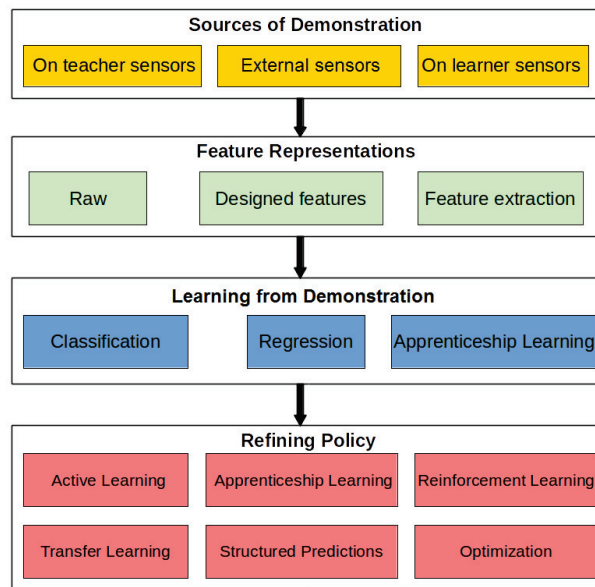 Sources of Demonstration
On teacher sensors
External sensors
On learner sensors
Feature Representations
Raw
Designed features
Feature extraction
Learning from Demonstration
Classification
Regression
Apprenticeship Learning
Refining Policy
Active Learning
Apprenticeship Learning
Reinforcement Learning
Transfer Learning
Structured Predictions
Optimization